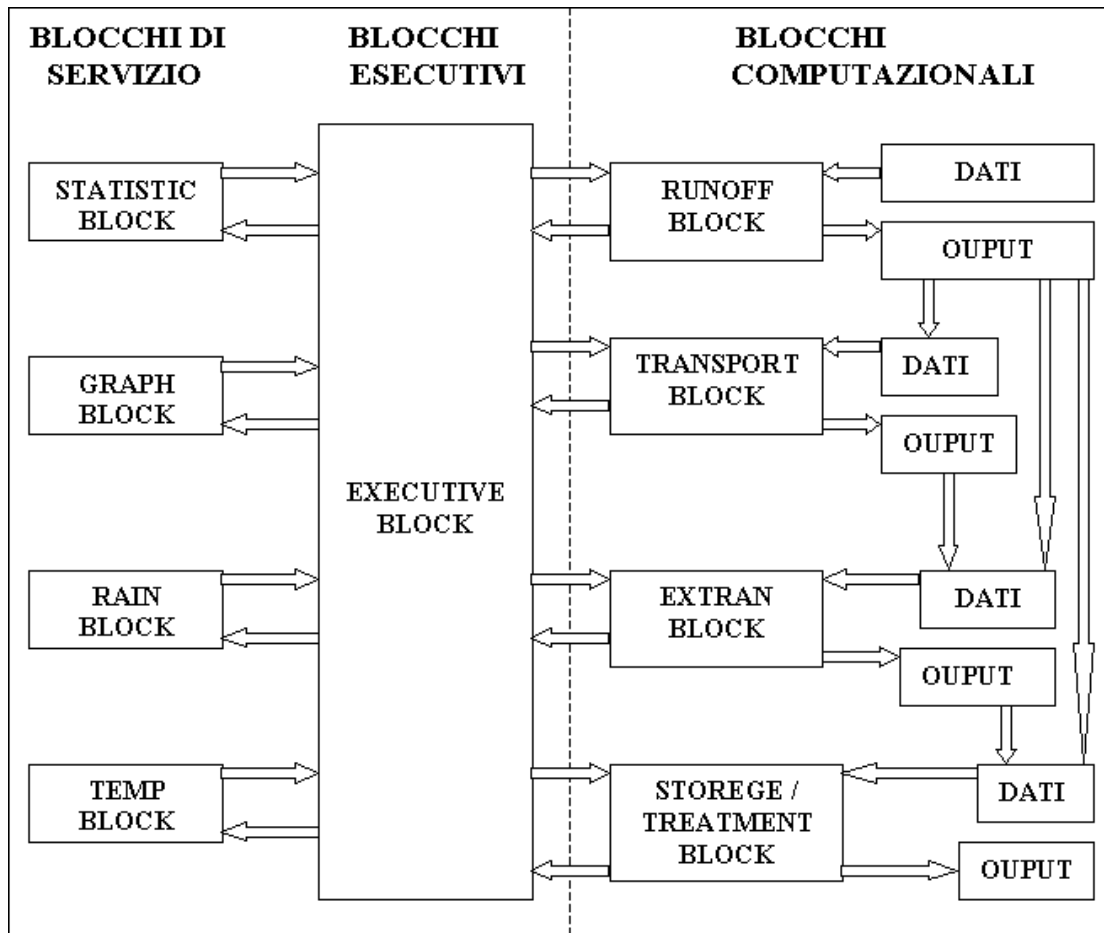 BLOCCHI DI
SERVIZIO
BLOCCHI
ESECUTIVI
BLOCCHI
COMPUTAZIONALI
STATISTIC
BLOCK
RUNOFF
BLOCK
DATI
OUPUT
GRAPH
BLOCK
TRANSPORT
BLOCK
DATI
OUPUT
EXECUTIVE
BLOCK
RAIN
BLOCK
EXTRAN
BLOCK
DATI
OUPUT
TEMP
BLOCK
STOREGE /
TREATMENT
BLOCK
DATI
OUPUT